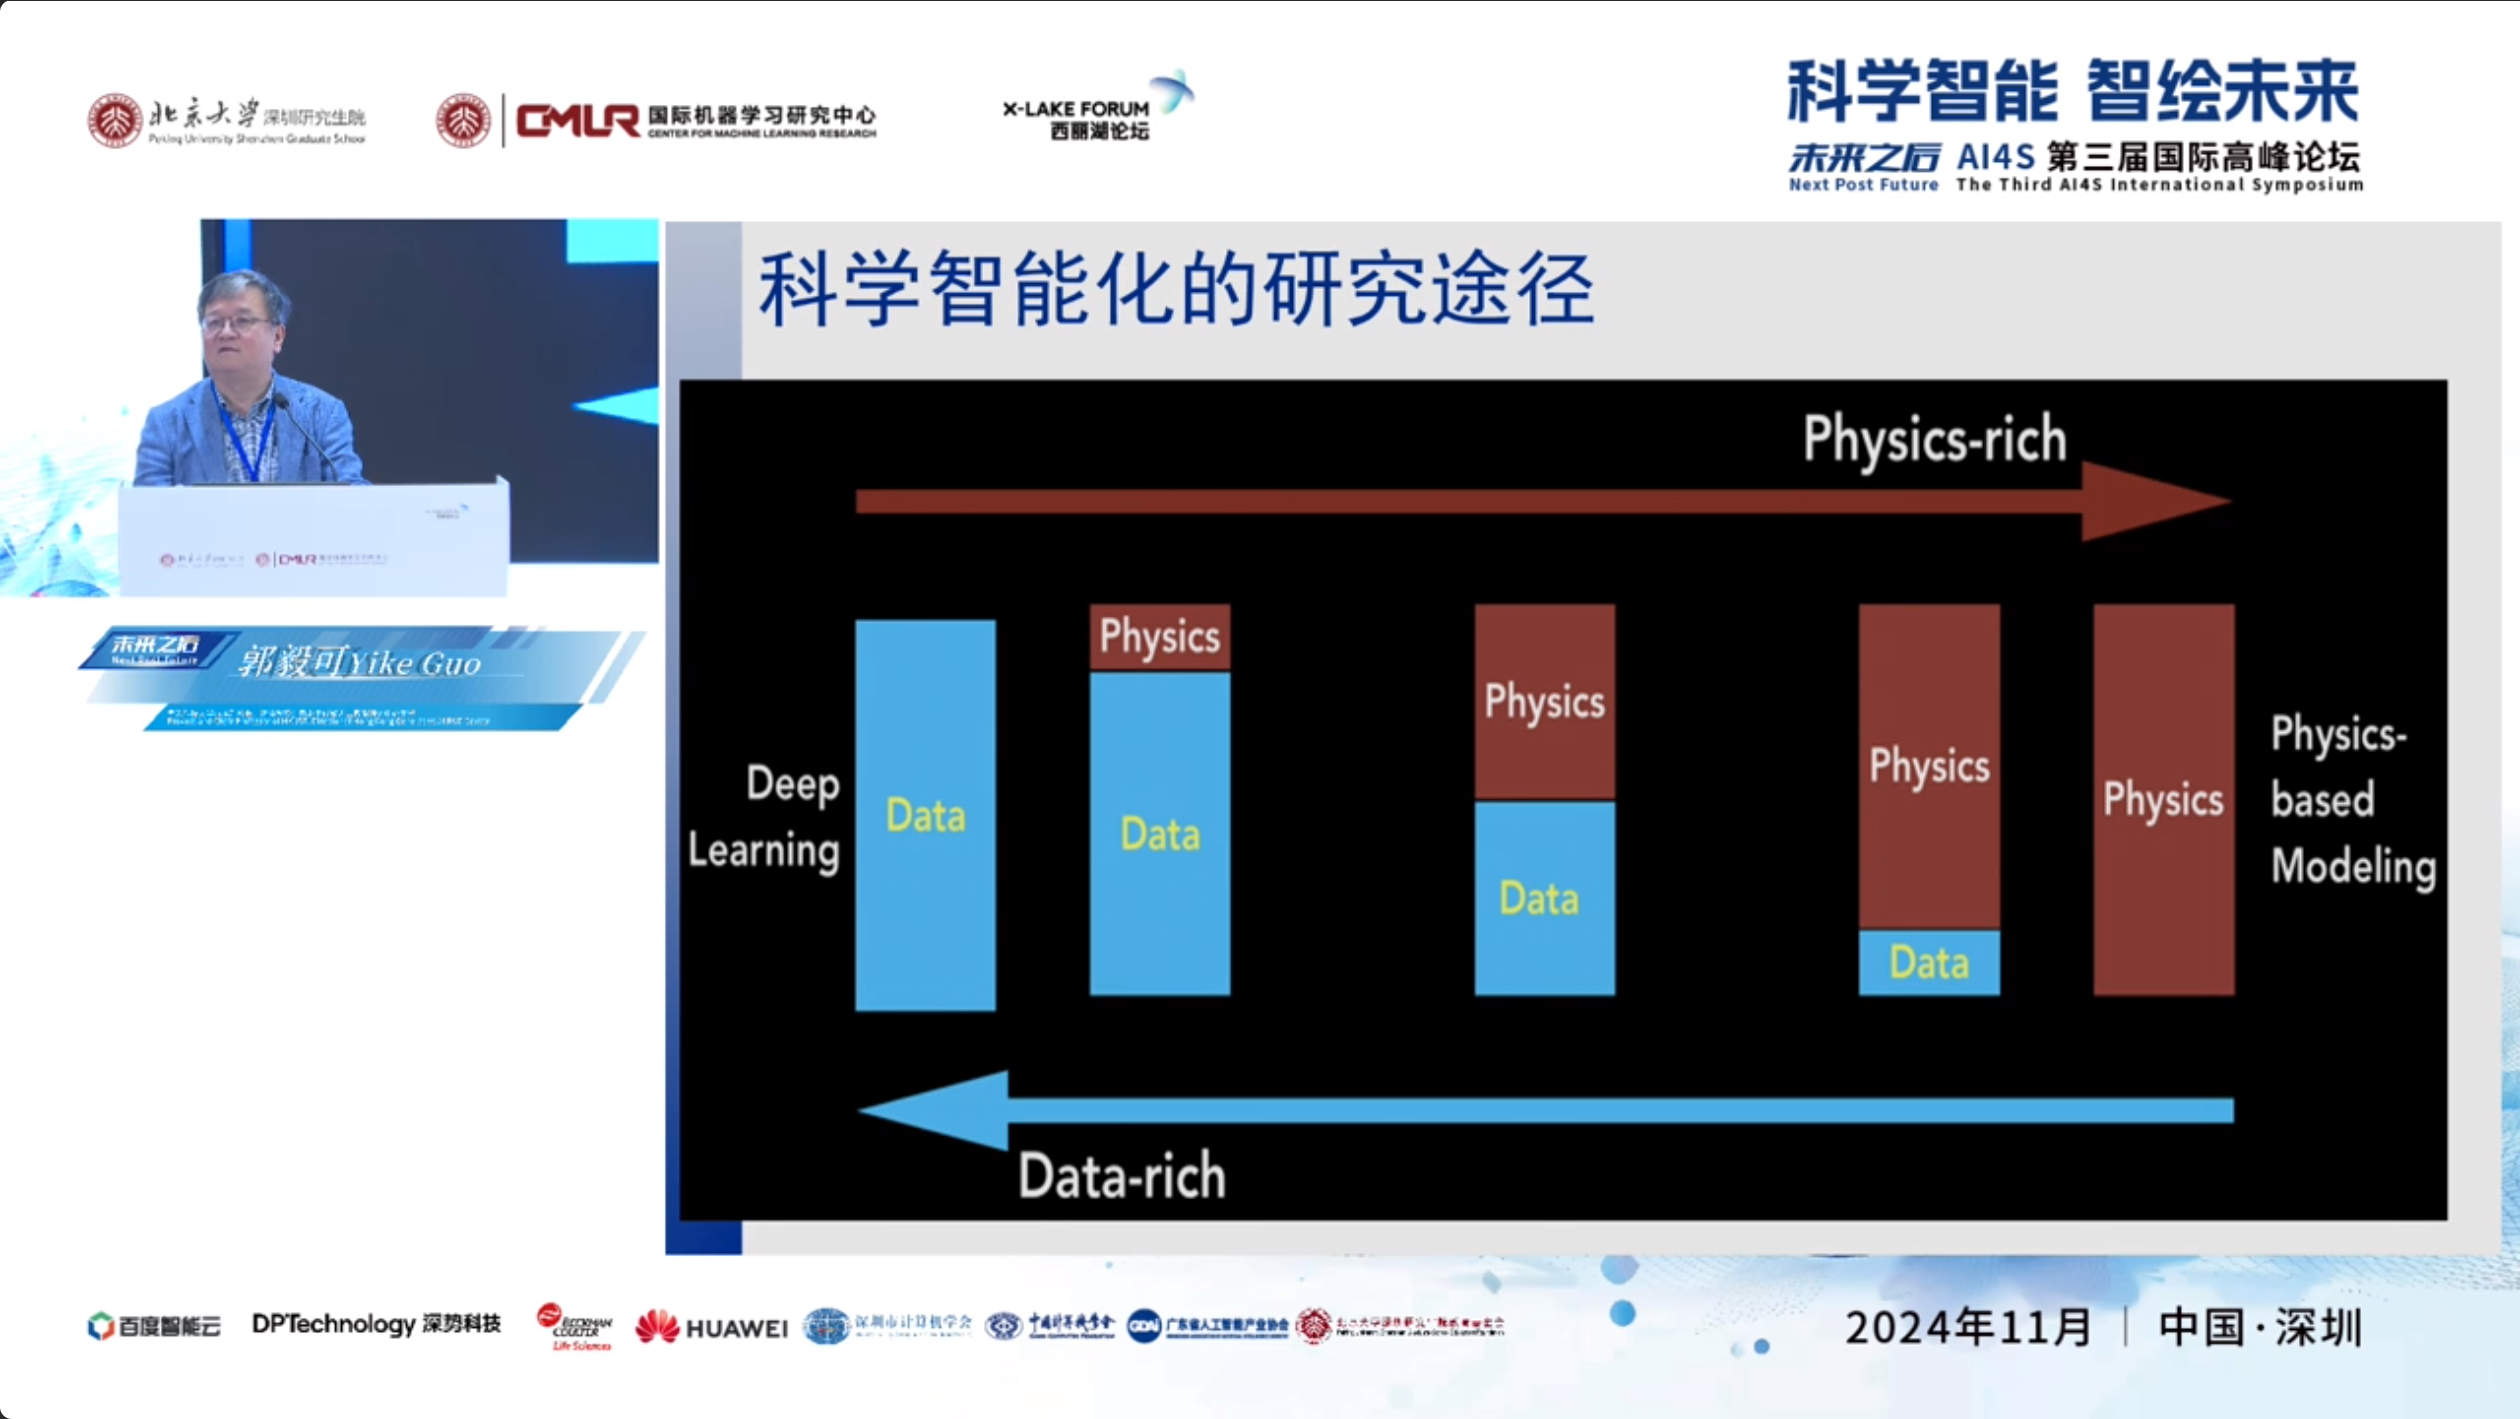 北京大学 深圳研究生院
Peking University Shenzhen Graduate School
CMLR 国际机器学习研究中心
CENTER FOR MACHINE LEARNING RESEARCH
X-LAKE FORUM
西丽湖论坛
科学智能 智绘未来
未来之后 AI4S 第三届国际高峰论坛
Next Post Future The Third AI4S International Symposium
科学智能化的研究途径
Physics-rich
Deep
Learning
Data
Physics
Data
Physics
Data
Physics
Data
Physics
Physics-
based
Modeling
Data-rich
CMLR
未来之后
Next Post Future
郭毅可 Yike Guo
百度智能云
DPTechnology 深势科技
BECKMAN
COULTER
Life Sciences
HUAWEI
深圳市计算机学会
广东省人工智能产业协会
2024年11月 | 中国·深圳